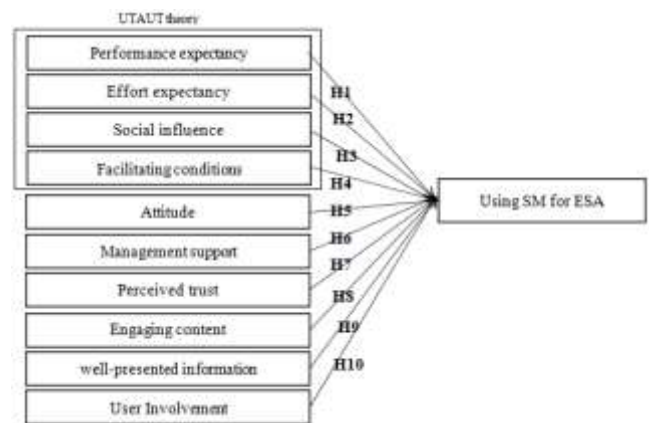 UTAUT theory
Performance expectancy
H1
Effort expectancy
H2
Social influence
H3
Facilitating conditions
H4
Using SM for ESA
Attitude
H5
Management support
H6
Perceived trust
H7
Engaging content
H8
well-presented information
H9
User Involvement
H10